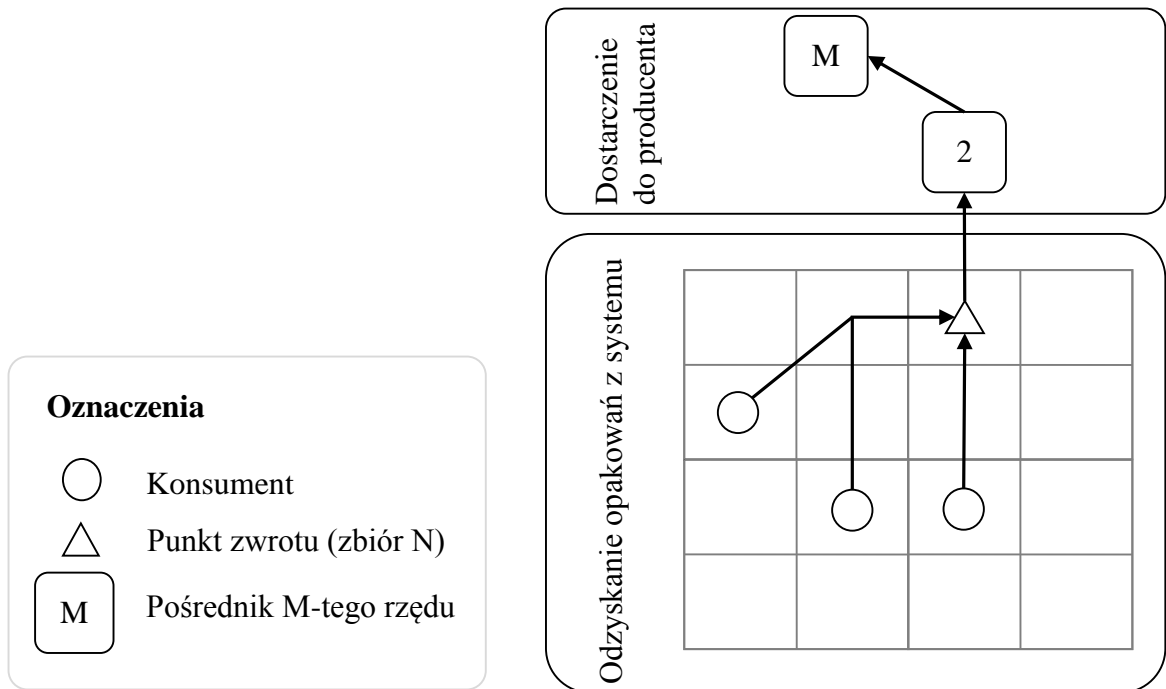 M
2
Dostarczenie
do producenta
Odzyskanie opakowań z systemu
Oznaczenia
Konsument
Punkt zwrotu (zbiór N)
M
Pośrednik M-tego rzędu